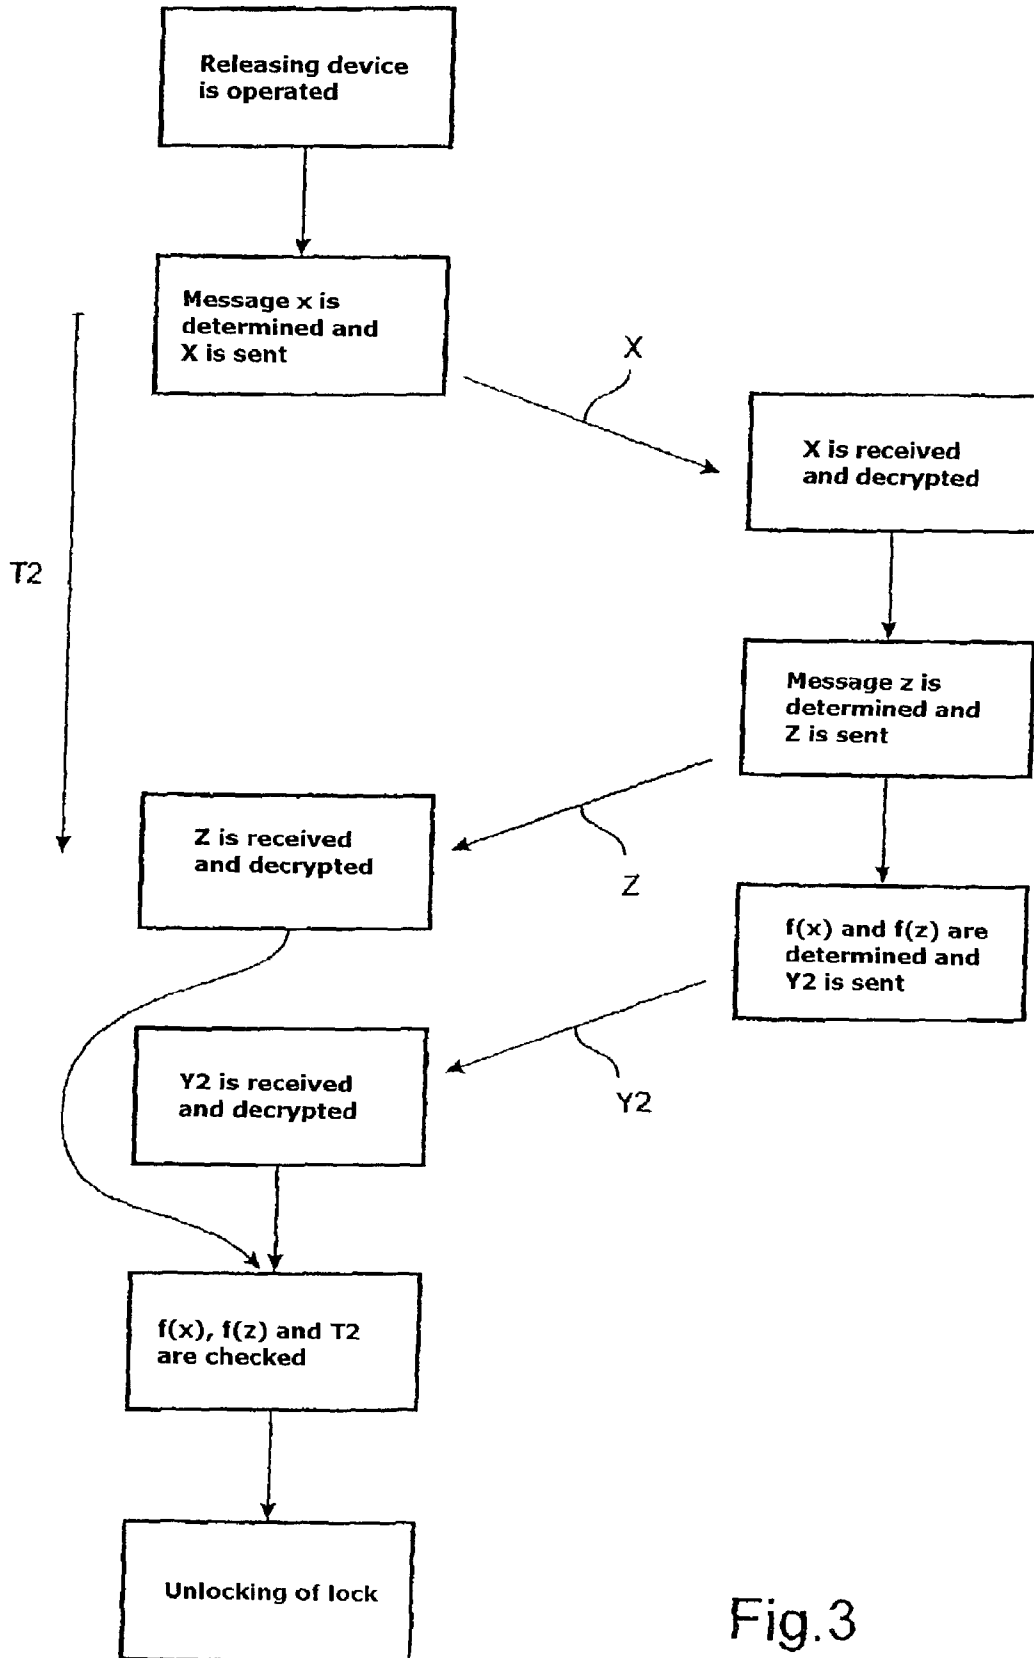 Releasing device
is operated
Message x is
determined and
X is sent
X
X is received
and decrypted
T2
Message z is
determined and
Z is sent
Z is received
and decrypted
Z
f(x) and f(z) are
determined and
Y2 is sent
Y2 is received
and decrypted
Y2
f(x), f(z) and T2
are checked
Unlocking of lock
Fig.3